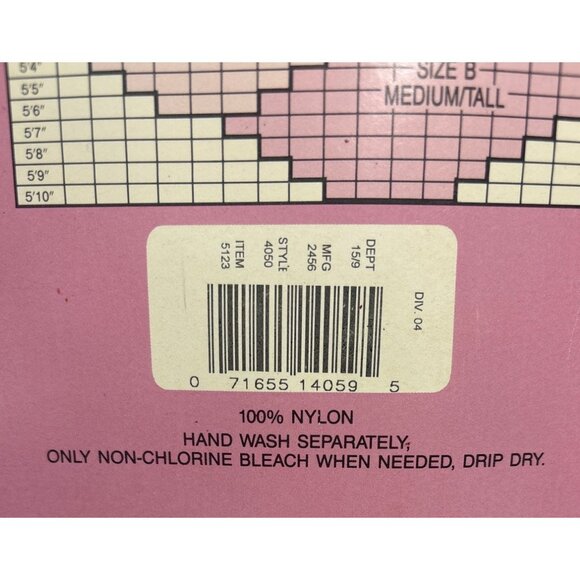 5'4"
5'5"
5'6"
5'7"
5'8"
5'9"
5'10"
SIZE B
MEDIUM/TALL
DEPT
15/9
MFG
2456
STYLE
4050
ITEM
5123
DIV. 04
0 71655 14059 5
100% NYLON
HAND WASH SEPARATELY,
ONLY NON-CHLORINE BLEACH WHEN NEEDED, DRIP DRY.